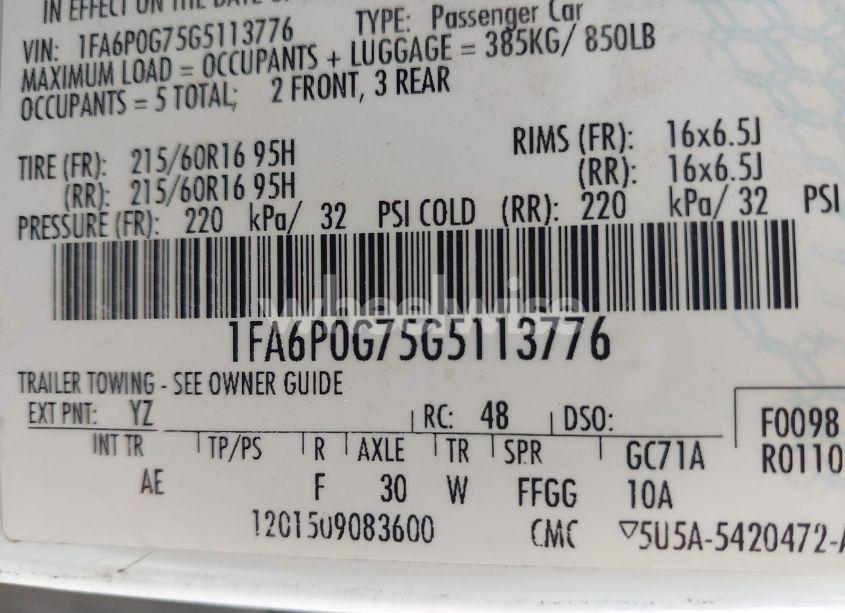 IN EFFECT ON THE DATE
VIN: 1FA6P0G75G5113776 TYPE: Passenger Car
MAXIMUM LOAD = OCCUPANTS + LUGGAGE = 385KG/ 850LB
OCCUPANTS = 5 TOTAL; 2 FRONT, 3 REAR
TIRE (FR): 215/60R16 95H RIMS (FR): 16x6.5J
(RR): 215/60R16 95H (RR): 16x6.5J
PRESSURE (FR): 220 kPa/ 32 PSI COLD (RR): 220 kPa/ 32 PSI
wheelwise
1FA6P0G75G5113776
TRAILER TOWING - SEE OWNER GUIDE
EXT PNT: YZ RC: 48 DSO: F0098
INT TR TP/PS R AXLE TR SPR GC71A R0110
AE F 30 W FFGG 10A
1201509083600 CMC ▽5U5A-5420472-